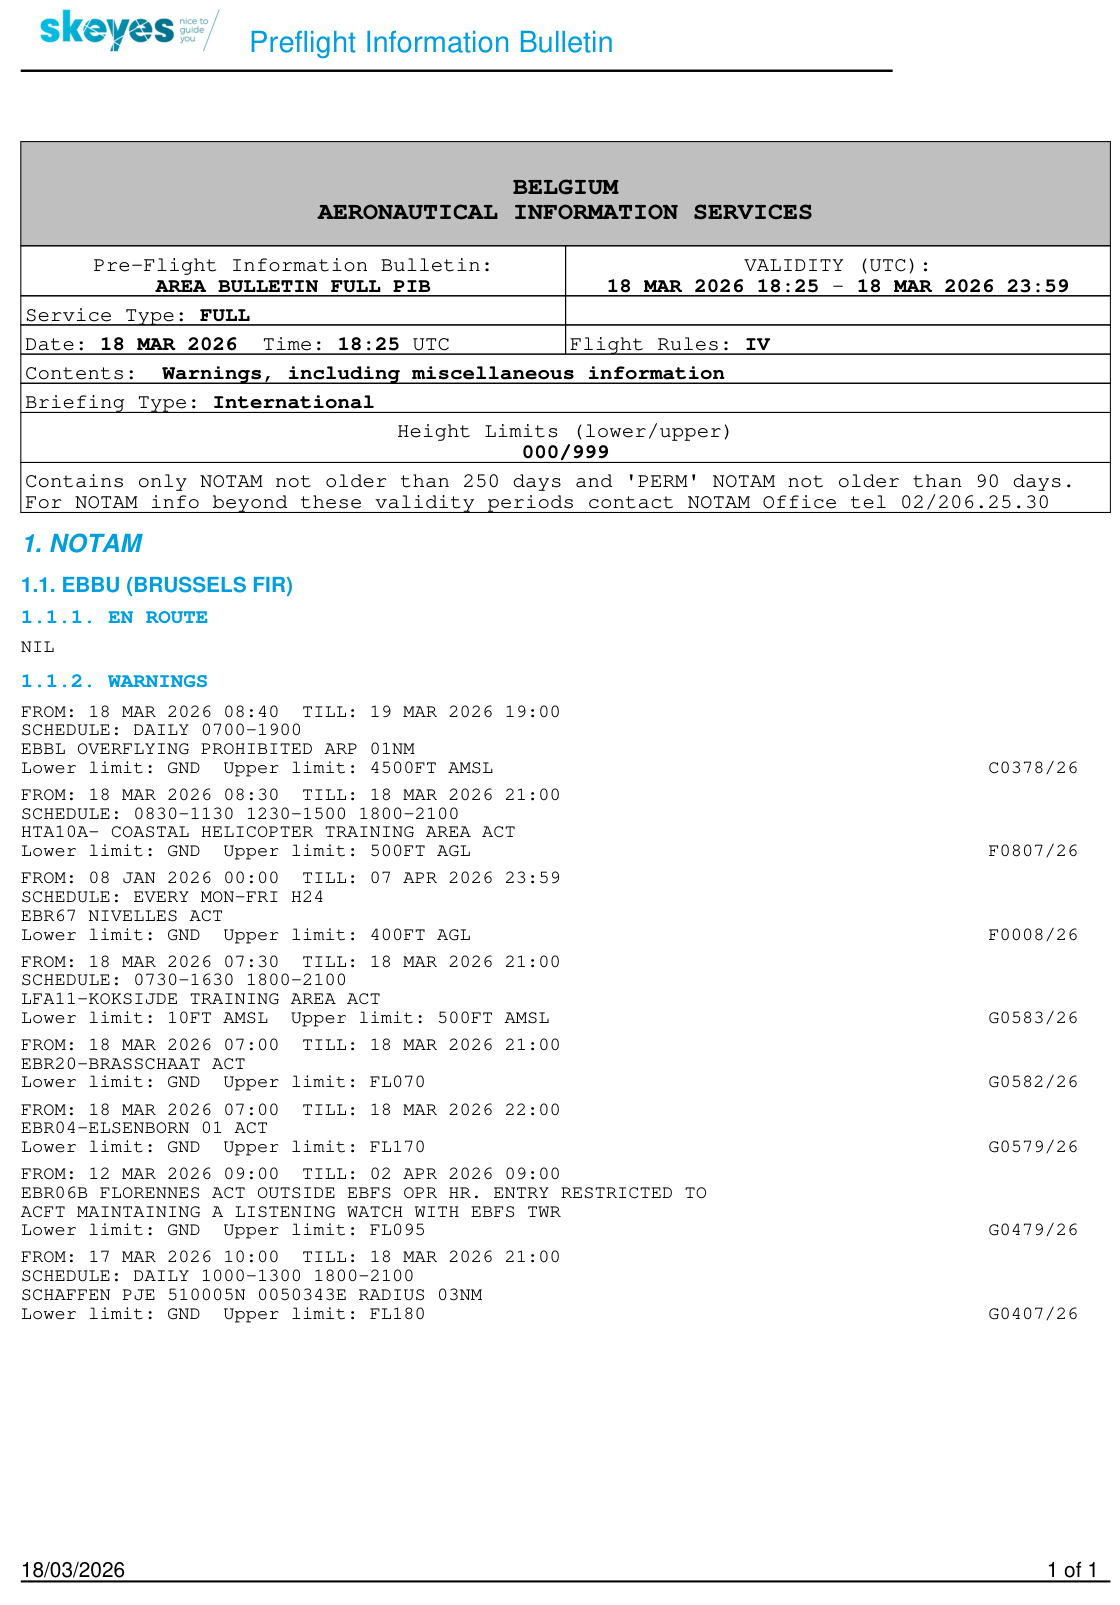 skeyes nice to guide you
Preflight Information Bulletin
BELGIUM
AERONAUTICAL INFORMATION SERVICES
Pre-Flight Information Bulletin:
AREA BULLETIN FULL PIB
VALIDITY (UTC):
18 MAR 2026 18:25 - 18 MAR 2026 23:59
Service Type: FULL
Date: 18 MAR 2026  Time: 18:25 UTC
Flight Rules: IV
Contents:  Warnings, including miscellaneous information
Briefing Type: International
Height Limits (lower/upper)
000/999
Contains only NOTAM not older than 250 days and 'PERM' NOTAM not older than 90 days.
For NOTAM info beyond these validity periods contact NOTAM Office tel 02/206.25.30
1. NOTAM
1.1. EBBU (BRUSSELS FIR)
1.1.1. EN ROUTE
NIL
1.1.2. WARNINGS
FROM: 18 MAR 2026 08:40  TILL: 19 MAR 2026 19:00
SCHEDULE: DAILY 0700-1900
EBBL OVERFLYING PROHIBITED ARP 01NM
Lower limit: GND  Upper limit: 4500FT AMSL C0378/26
FROM: 18 MAR 2026 08:30  TILL: 18 MAR 2026 21:00
SCHEDULE: 0830-1130 1230-1500 1800-2100
HTA10A- COASTAL HELICOPTER TRAINING AREA ACT
Lower limit: GND  Upper limit: 500FT AGL F0807/26
FROM: 08 JAN 2026 00:00  TILL: 07 APR 2026 23:59
SCHEDULE: EVERY MON-FRI H24
EBR67 NIVELLES ACT
Lower limit: GND  Upper limit: 400FT AGL F0008/26
FROM: 18 MAR 2026 07:30  TILL: 18 MAR 2026 21:00
SCHEDULE: 0730-1630 1800-2100
LFA11-KOKSIJDE TRAINING AREA ACT
Lower limit: 10FT AMSL  Upper limit: 500FT AMSL G0583/26
FROM: 18 MAR 2026 07:00  TILL: 18 MAR 2026 21:00
EBR20-BRASSCHAAT ACT
Lower limit: GND  Upper limit: FL070 G0582/26
FROM: 18 MAR 2026 07:00  TILL: 18 MAR 2026 22:00
EBR04-ELSENBORN 01 ACT
Lower limit: GND  Upper limit: FL170 G0579/26
FROM: 12 MAR 2026 09:00  TILL: 02 APR 2026 09:00
EBR06B FLORENNES ACT OUTSIDE EBFS OPR HR. ENTRY RESTRICTED TO
ACFT MAINTAINING A LISTENING WATCH WITH EBFS TWR
Lower limit: GND  Upper limit: FL095 G0479/26
FROM: 17 MAR 2026 10:00  TILL: 18 MAR 2026 21:00
SCHEDULE: DAILY 1000-1300 1800-2100
SCHAFFEN PJE 510005N 0050343E RADIUS 03NM
Lower limit: GND  Upper limit: FL180 G0407/26
18/03/2026 1 of 1